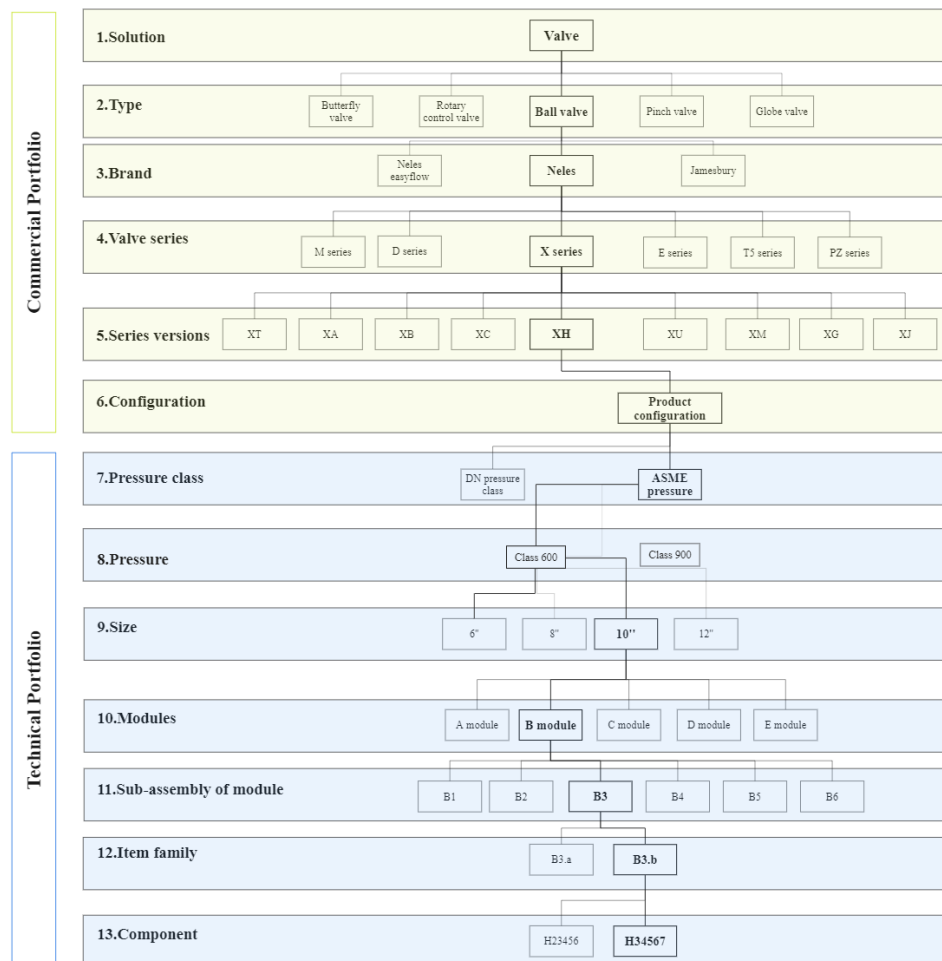 Commercial Portfolio
1.Solution
Valve
2.Type
Butterfly
valve
Rotary
control valve
Ball valve
Pinch valve
Globe valve
3.Brand
Neles
easyflow
Neles
Jamesbury
4.Valve series
M series
D series
X series
E series
T5 series
PZ series
5.Series versions
XT
XA
XB
XC
XH
XU
XM
XG
XJ
6.Configuration
Product
configuration
Technical Portfolio
7.Pressure class
DN pressure
class
ASME
pressure
8.Pressure
Class 600
Class 900
9.Size
6"
8"
10"
12"
10.Modules
A module
B module
C module
D module
E module
11.Sub-assembly of module
B1
B2
B3
B4
B5
B6
12.Item family
B3.a
B3.b
13.Component
H23456
H34567